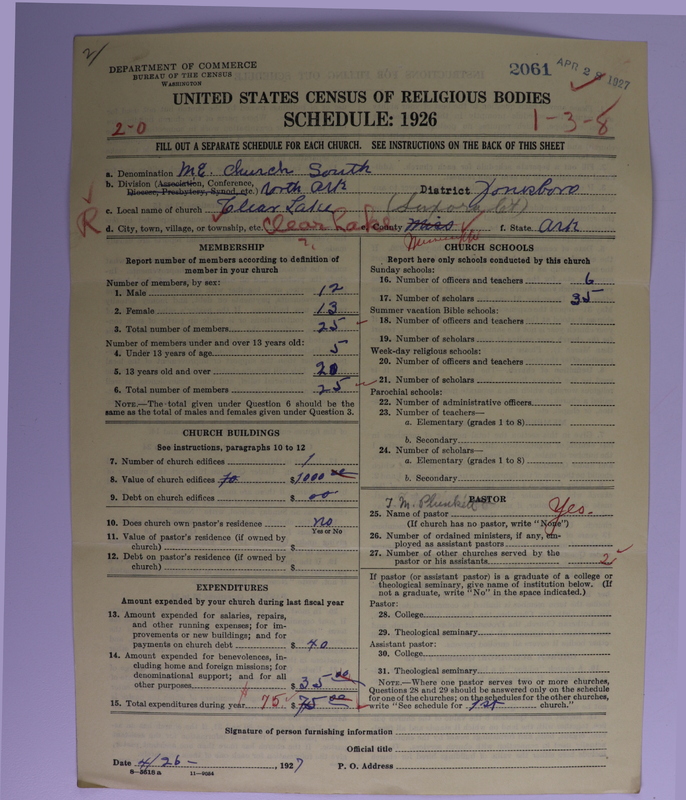 2/
DEPARTMENT OF COMMERCE
BUREAU OF THE CENSUS
WASHINGTON
2061 APR 28 1927
UNITED STATES CENSUS OF RELIGIOUS BODIES
SCHEDULE: 1926
2-0 1-3-8
FILL OUT A SEPARATE SCHEDULE FOR EACH CHURCH. SEE INSTRUCTIONS ON THE BACK OF THIS SHEET
a. Denomination M.E. Church South
b. Division (Association, Conference, Diocese, Presbytery, Synod, etc.) North Ark District Jonesboro
c. Local name of church Clear Lake
R d. City, town, village, or township, etc. Clear Lake e. County Miss f. State Ark
MEMBERSHIP
Report number of members according to definition of
member in your church
Number of members, by sex:
1. Male 12
2. Female 13
3. Total number of members 25
Number of members under and over 13 years old:
4. Under 13 years of age 5
5. 13 years old and over 20
6. Total number of members 25
NOTE.—The total given under Question 6 should be the
same as the total of males and females given under Question 3.
CHURCH BUILDINGS
See instructions, paragraphs 10 to 12
7. Number of church edifices 1
8. Value of church edifices $1000
9. Debt on church edifices $ 00
10. Does church own pastor's residence no
Yes or No
11. Value of pastor's residence (if owned by
church) $
12. Debt on pastor's residence (if owned by
church) $
EXPENDITURES
Amount expended by your church during last fiscal year
13. Amount expended for salaries, repairs,
and other running expenses; for im-
provements or new buildings; and for
payments on church debt $ 40
14. Amount expended for benevolences, in-
cluding home and foreign missions; for
denominational support; and for all
other purposes $ 35 00
15. Total expenditures during year 75. $ 75 00
CHURCH SCHOOLS
Report here only schools conducted by this church
Sunday schools:
16. Number of officers and teachers 6
17. Number of scholars 35
Summer vacation Bible schools:
18. Number of officers and teachers
19. Number of scholars
Week-day religious schools:
20. Number of officers and teachers
21. Number of scholars
Parochial schools:
22. Number of administrative officers
23. Number of teachers—
a. Elementary (grades 1 to 8)
b. Secondary
24. Number of scholars—
a. Elementary (grades 1 to 8)
b. Secondary
PASTOR
T. M. Plunkett
25. Name of pastor Yes.
(If church has no pastor, write "None")
26. Number of ordained ministers, if any, em-
ployed as assistant pastors
27. Number of other churches served by the
pastor or his assistants 2
If pastor (or assistant pastor) is a graduate of a college or
theological seminary, give name of institution below. (If
not a graduate, write "No" in the space indicated.)
Pastor:
28. College
29. Theological seminary
Assistant pastor:
30. College
31. Theological seminary
NOTE.—Where one pastor serves two or more churches,
Questions 28 and 29 should be answered only on the schedule
for one of the churches; on the schedules for the other churches,
write "See schedule for 1st church."
Signature of person furnishing information
Official title
Date 4/26- , 1927 P. O. Address
8-5618 a 11-9084